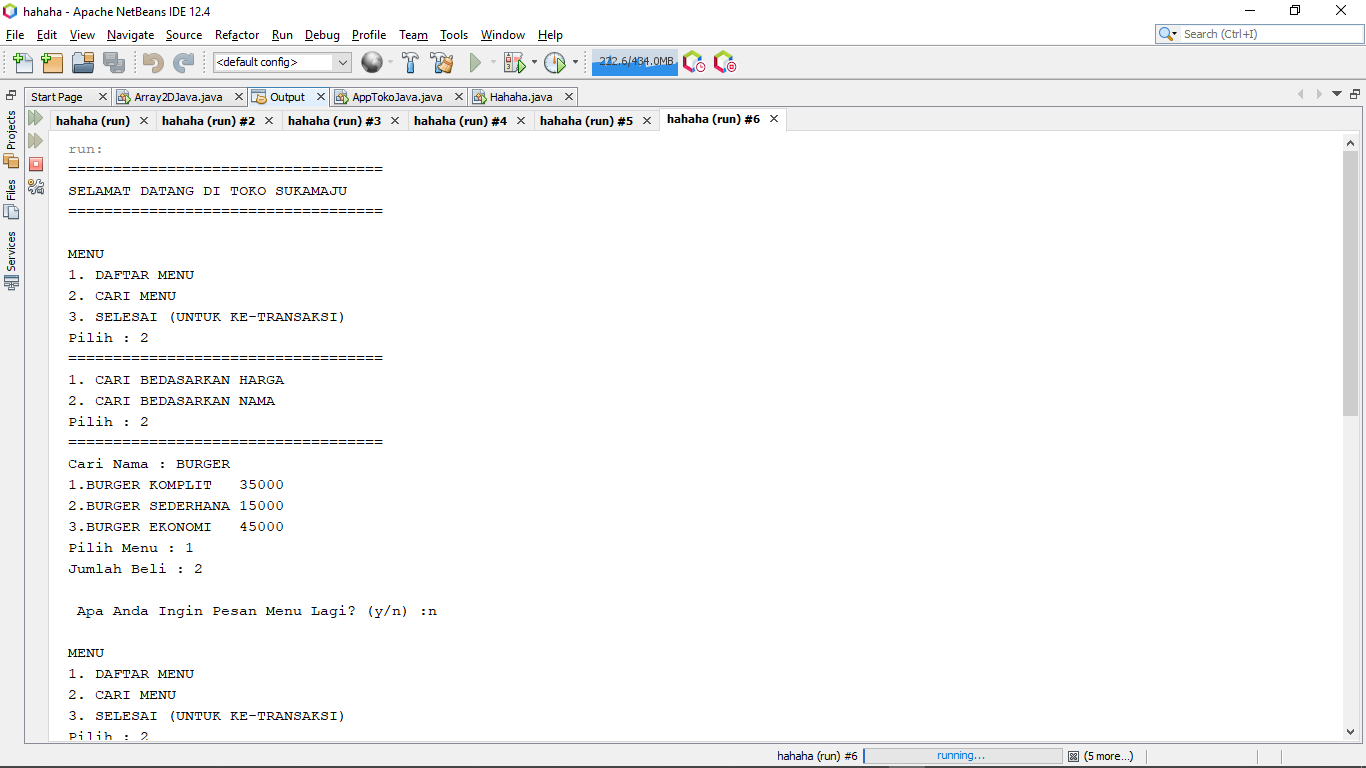 hahaha - Apache NetBeans IDE 12.4
File Edit View Navigate Source Refactor Run Debug Profile Team Tools Window Help
Search (Ctrl+I)
<default config>
272.6/434.0MB
Start Page Array2DJava.java Output AppTokoJava.java Hahaha.java
hahaha (run) hahaha (run) #2 hahaha (run) #3 hahaha (run) #4 hahaha (run) #5 hahaha (run) #6
Projects
Files
Services
run:
===================================
SELAMAT DATANG DI TOKO SUKAMAJU
===================================
MENU
1. DAFTAR MENU
2. CARI MENU
3. SELESAI (UNTUK KE-TRANSAKSI)
Pilih : 2
===================================
1. CARI BEDASARKAN HARGA
2. CARI BEDASARKAN NAMA
Pilih : 2
===================================
Cari Nama : BURGER
1.BURGER KOMPLIT   35000
2.BURGER SEDERHANA 15000
3.BURGER EKONOMI   45000
Pilih Menu : 1
Jumlah Beli : 2
Apa Anda Ingin Pesan Menu Lagi? (y/n) :n
MENU
1. DAFTAR MENU
2. CARI MENU
3. SELESAI (UNTUK KE-TRANSAKSI)
Pilih : 2
hahaha (run) #6 running... (5 more...)